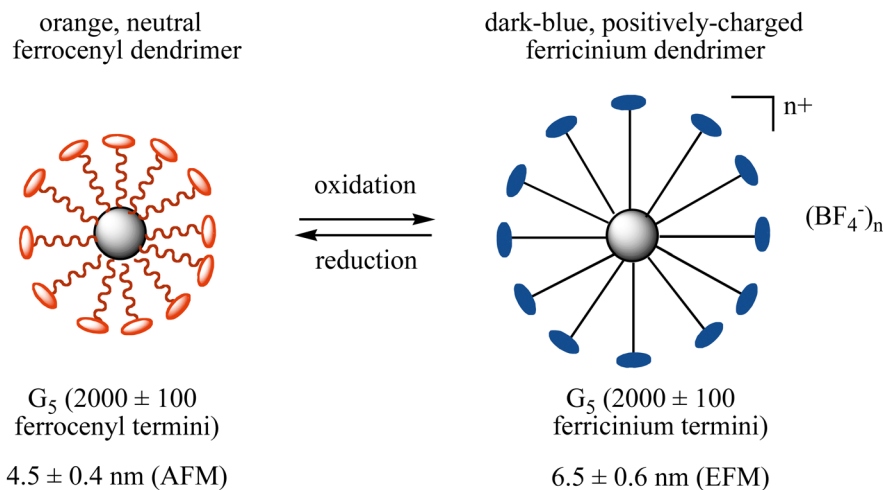 orange, neutral
ferrocenyl dendrimer
dark-blue, positively-charged
ferricinium dendrimer
n+
oxidation
reduction
(BF₄⁻)ₙ
G₅ (2000 ± 100
ferrocenyl termini)
4.5 ± 0.4 nm (AFM)
G₅ (2000 ± 100
ferricinium termini)
6.5 ± 0.6 nm (EFM)